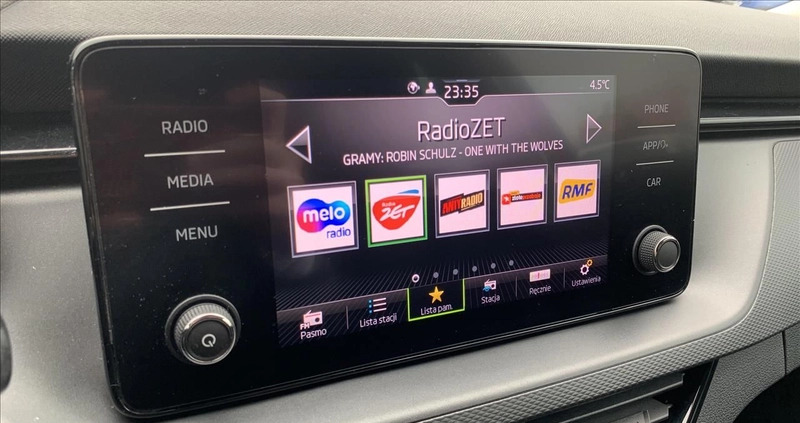 23:35
4.5°C
RadioZET
GRAMY: ROBIN SCHULZ - ONE WITH THE WOLVES
melo
radio
Radio
ZET
ANTYRADIO
RMF
FM
Pasmo
Lista stacji
Lista pam.
Stacja
Ręcznie
Ustawienia
RADIO
MEDIA
MENU
PHONE
APP/
CAR